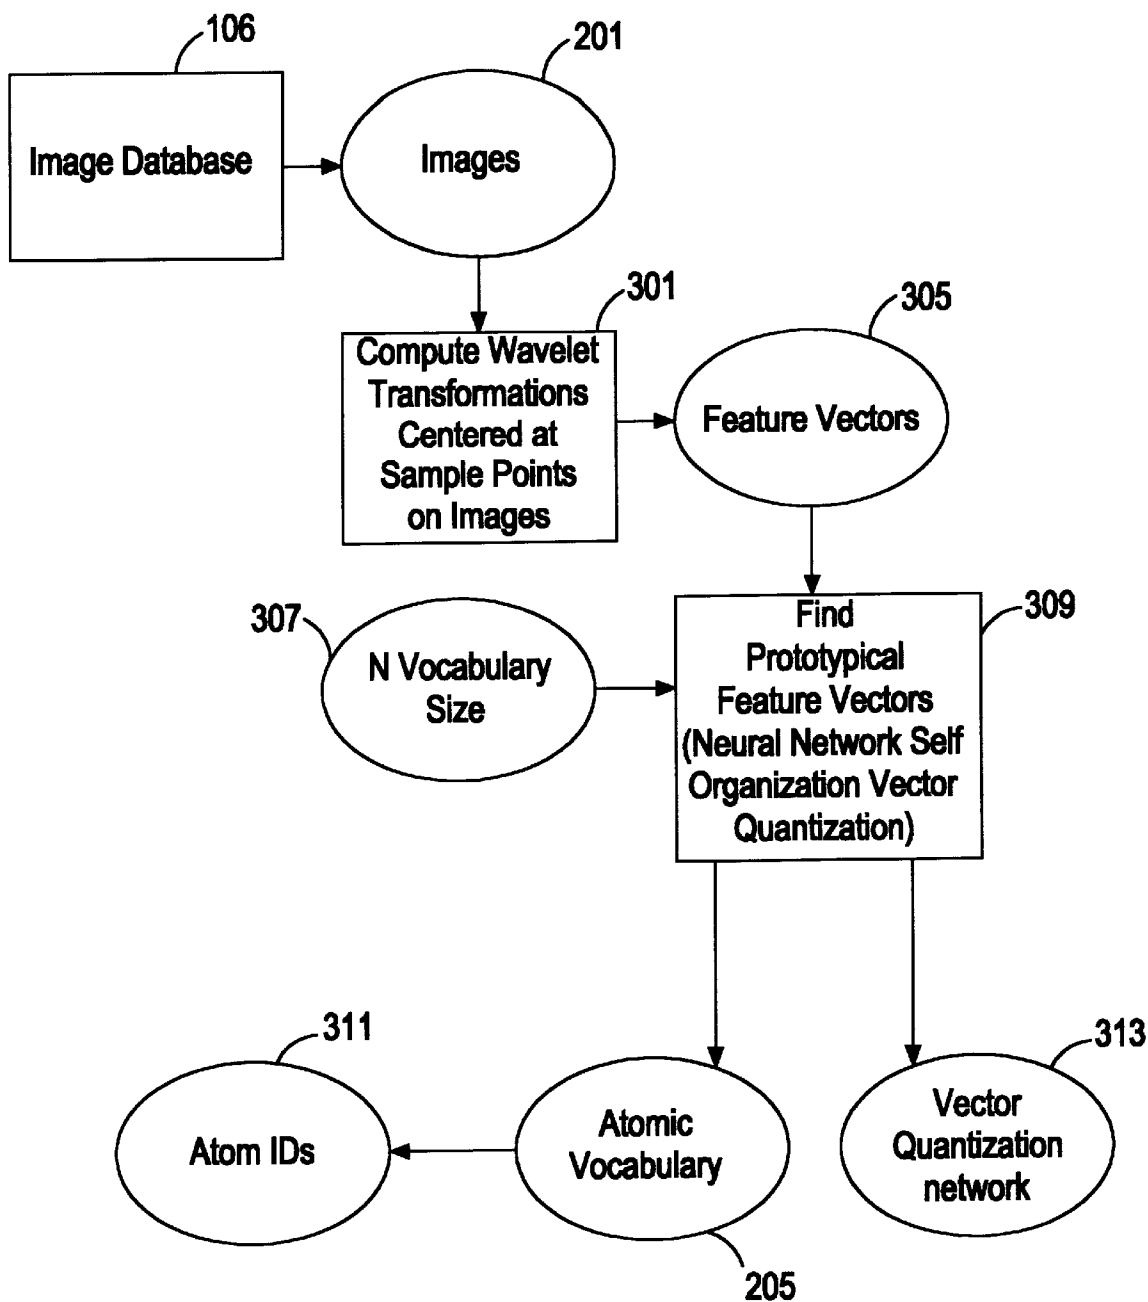 106
201
Image Database
Images
301
305
Compute Wavelet
Transformations
Centered at
Sample Points
on Images
Feature Vectors
307
309
N Vocabulary
Size
Find
Prototypical
Feature Vectors
(Neural Network Self
Organization Vector
Quantization)
311
313
Atom IDs
Atomic
Vocabulary
Vector
Quantization
network
205